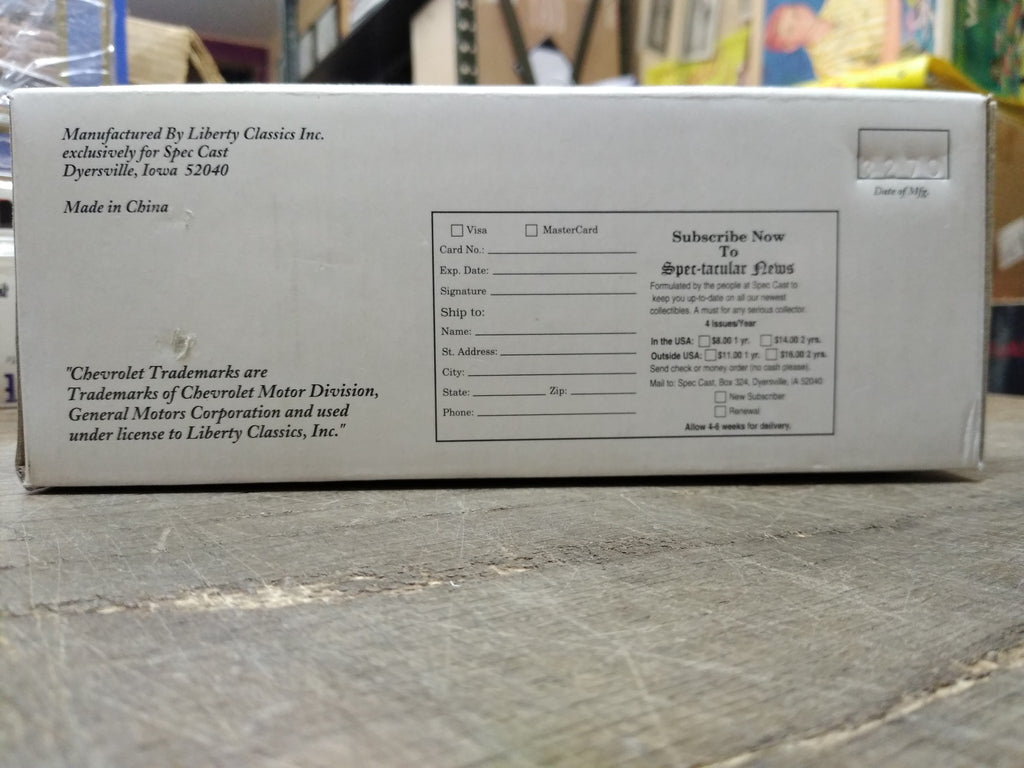 Manufactured By Liberty Classics Inc.
exclusively for Spec Cast
Dyersville, Iowa 52040
Made in China
Date of Mfg.
"Chevrolet Trademarks are
Trademarks of Chevrolet Motor Division,
General Motors Corporation and used
under license to Liberty Classics, Inc."
Visa MasterCard
Card No.:
Exp. Date:
Signature
Ship to:
Name:
St. Address:
City:
State: Zip:
Phone:
Subscribe Now
To
Spec-tacular News
Formulated by the people at Spec Cast to
keep you up-to-date on all our newest
collectibles. A must for any serious collector.
4 Issues/Year
In the USA: $8.00 1 yr. $14.00 2 yrs.
Outside USA: $11.00 1 yr. $16.00 2 yrs.
Send check or money order (no cash please).
Mail to: Spec Cast, Box 324, Dyersville, IA 52040
New Subscriber
Renewal
Allow 4-6 weeks for delivery.